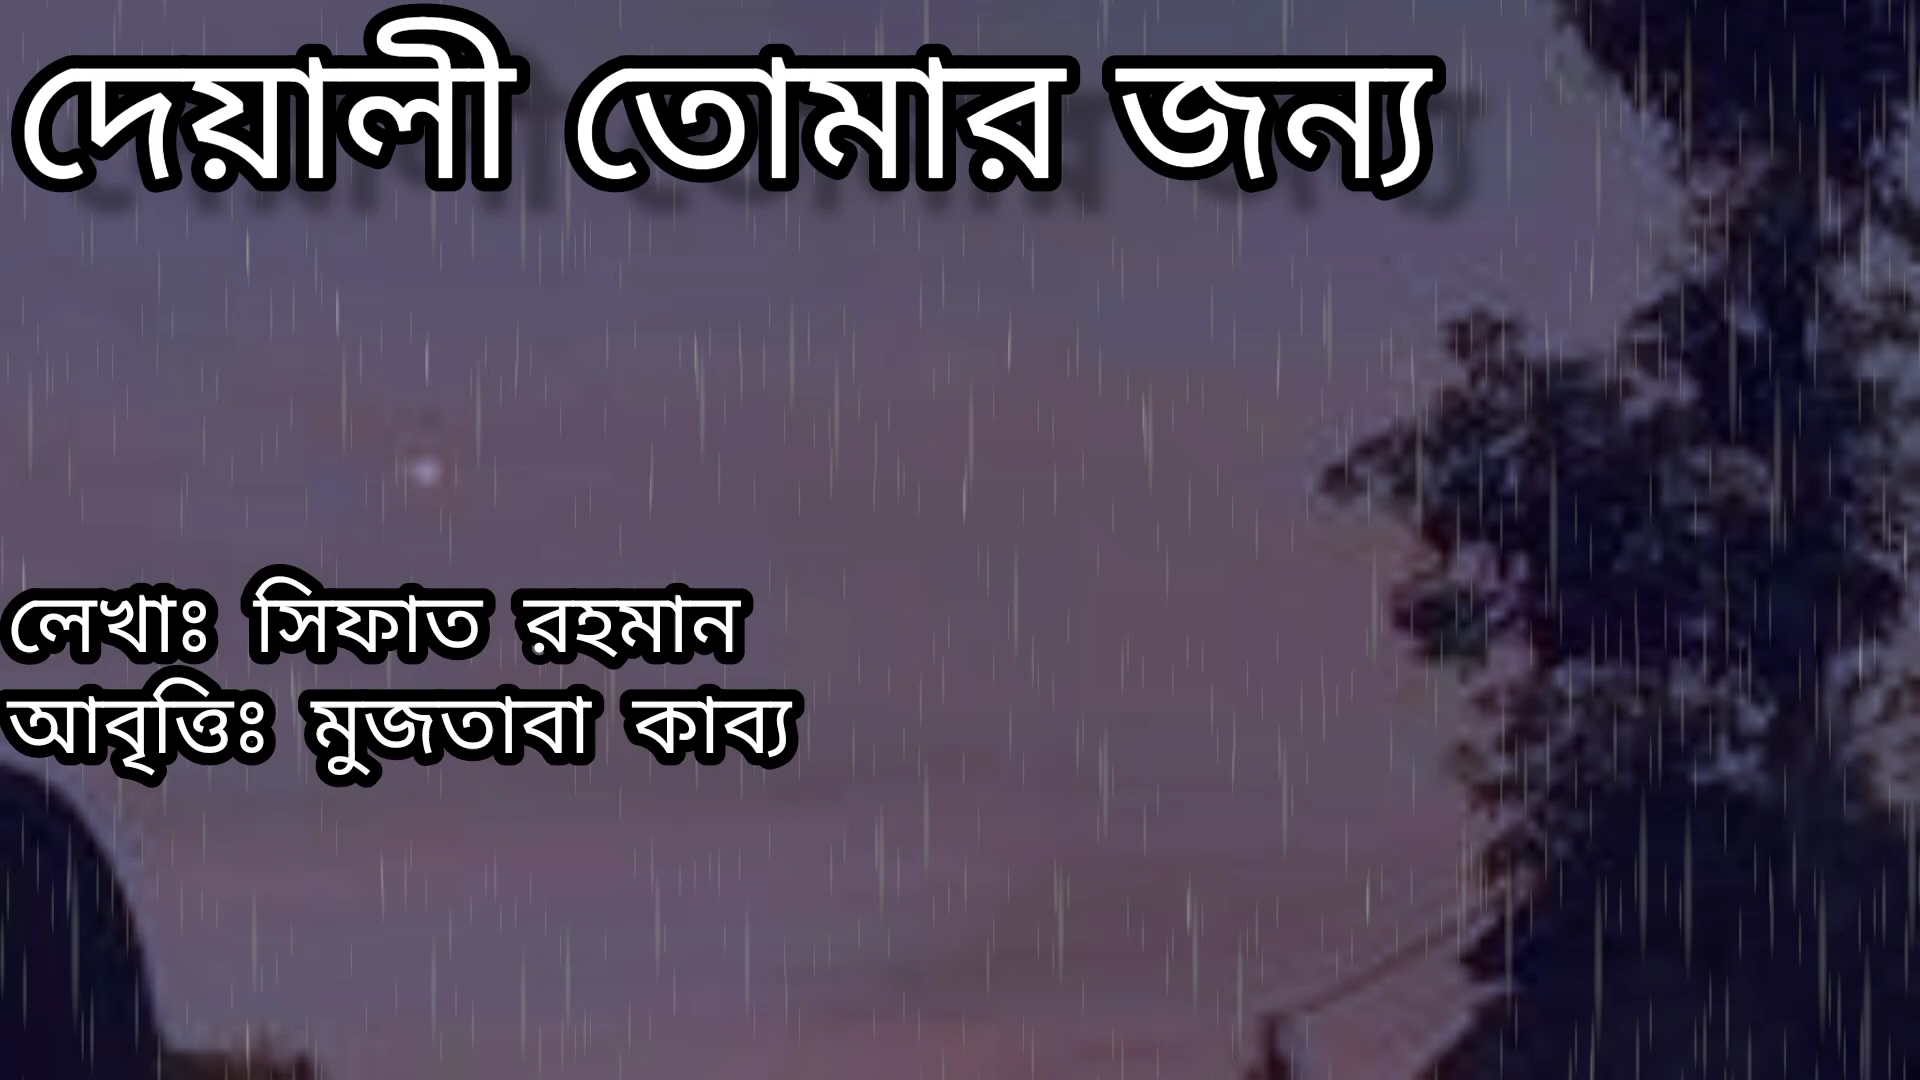 দেয়ালী তোমার জন্য
লেখাঃ সিফাত রহমান
আবৃত্তিঃ মুজতাবা কাব্য